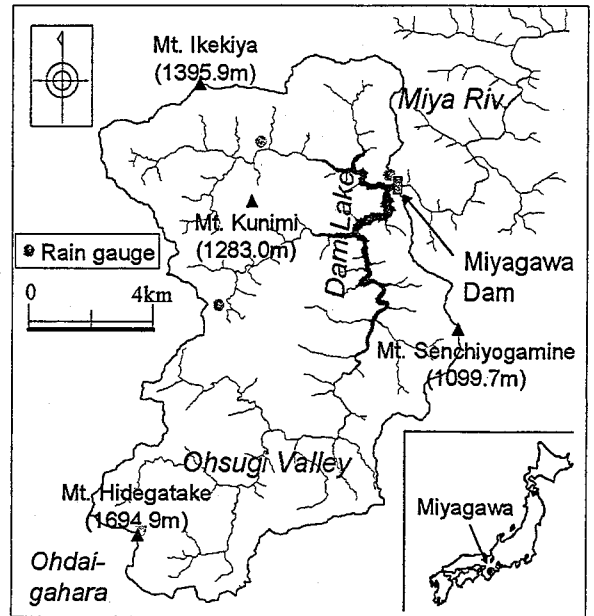 Mt. Ikekiya
(1395.9m)
Miya Riv.
Dam Lake
Mt. Kunimi
(1283.0m)
Rain gauge
0 4km
Miyagawa
Dam
Mt. Senchiyogamine
(1099.7m)
Ohsugi Valley
Mt. Hidegatake
(1694.9m)
Ohdai-
gahara
Miyagawa